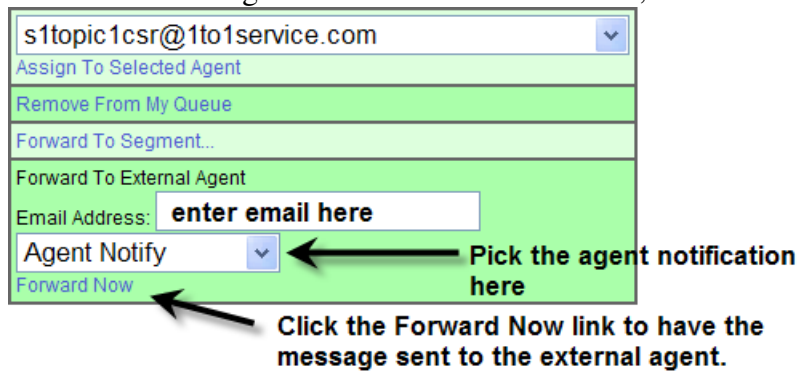 s1topic1csr@1to1service.com
Assign To Selected Agent
Remove From My Queue
Forward To Segment...
Forward To External Agent
Email Address: enter email here
Agent Notify
Pick the agent notification
here
Forward Now
Click the Forward Now link to have the
message sent to the external agent.